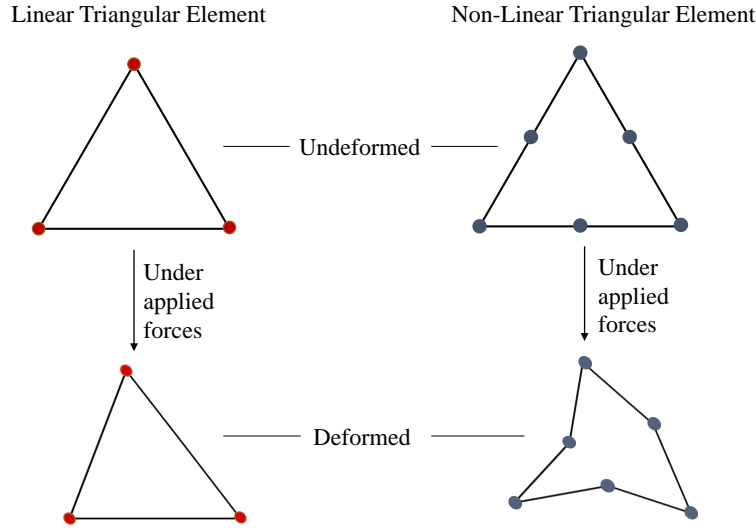 Linear Triangular Element
Non-Linear Triangular Element
Undeformed
Under
applied
forces
Under
applied
forces
Deformed